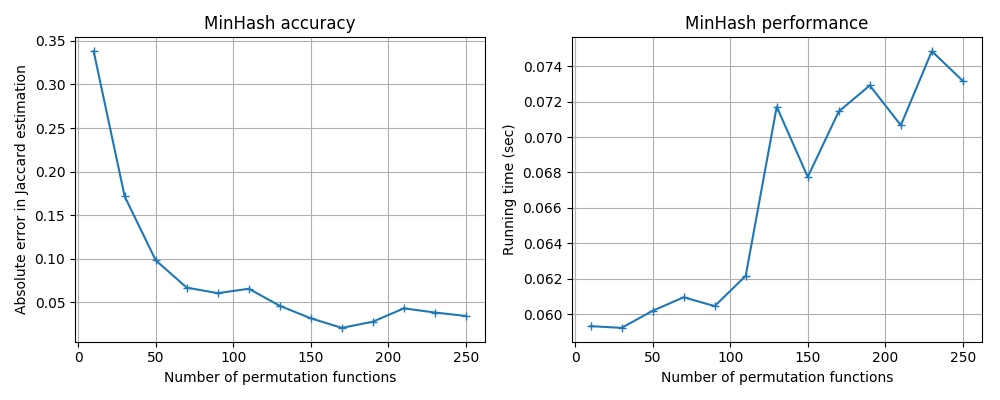 MinHash accuracy
Absolute error in Jaccard estimation
0.35
0.30
0.25
0.20
0.15
0.10
0.05
0 50 100 150 200 250
Number of permutation functions
MinHash performance
Running time (sec)
0.074
0.072
0.070
0.068
0.066
0.064
0.062
0.060
0 50 100 150 200 250
Number of permutation functions